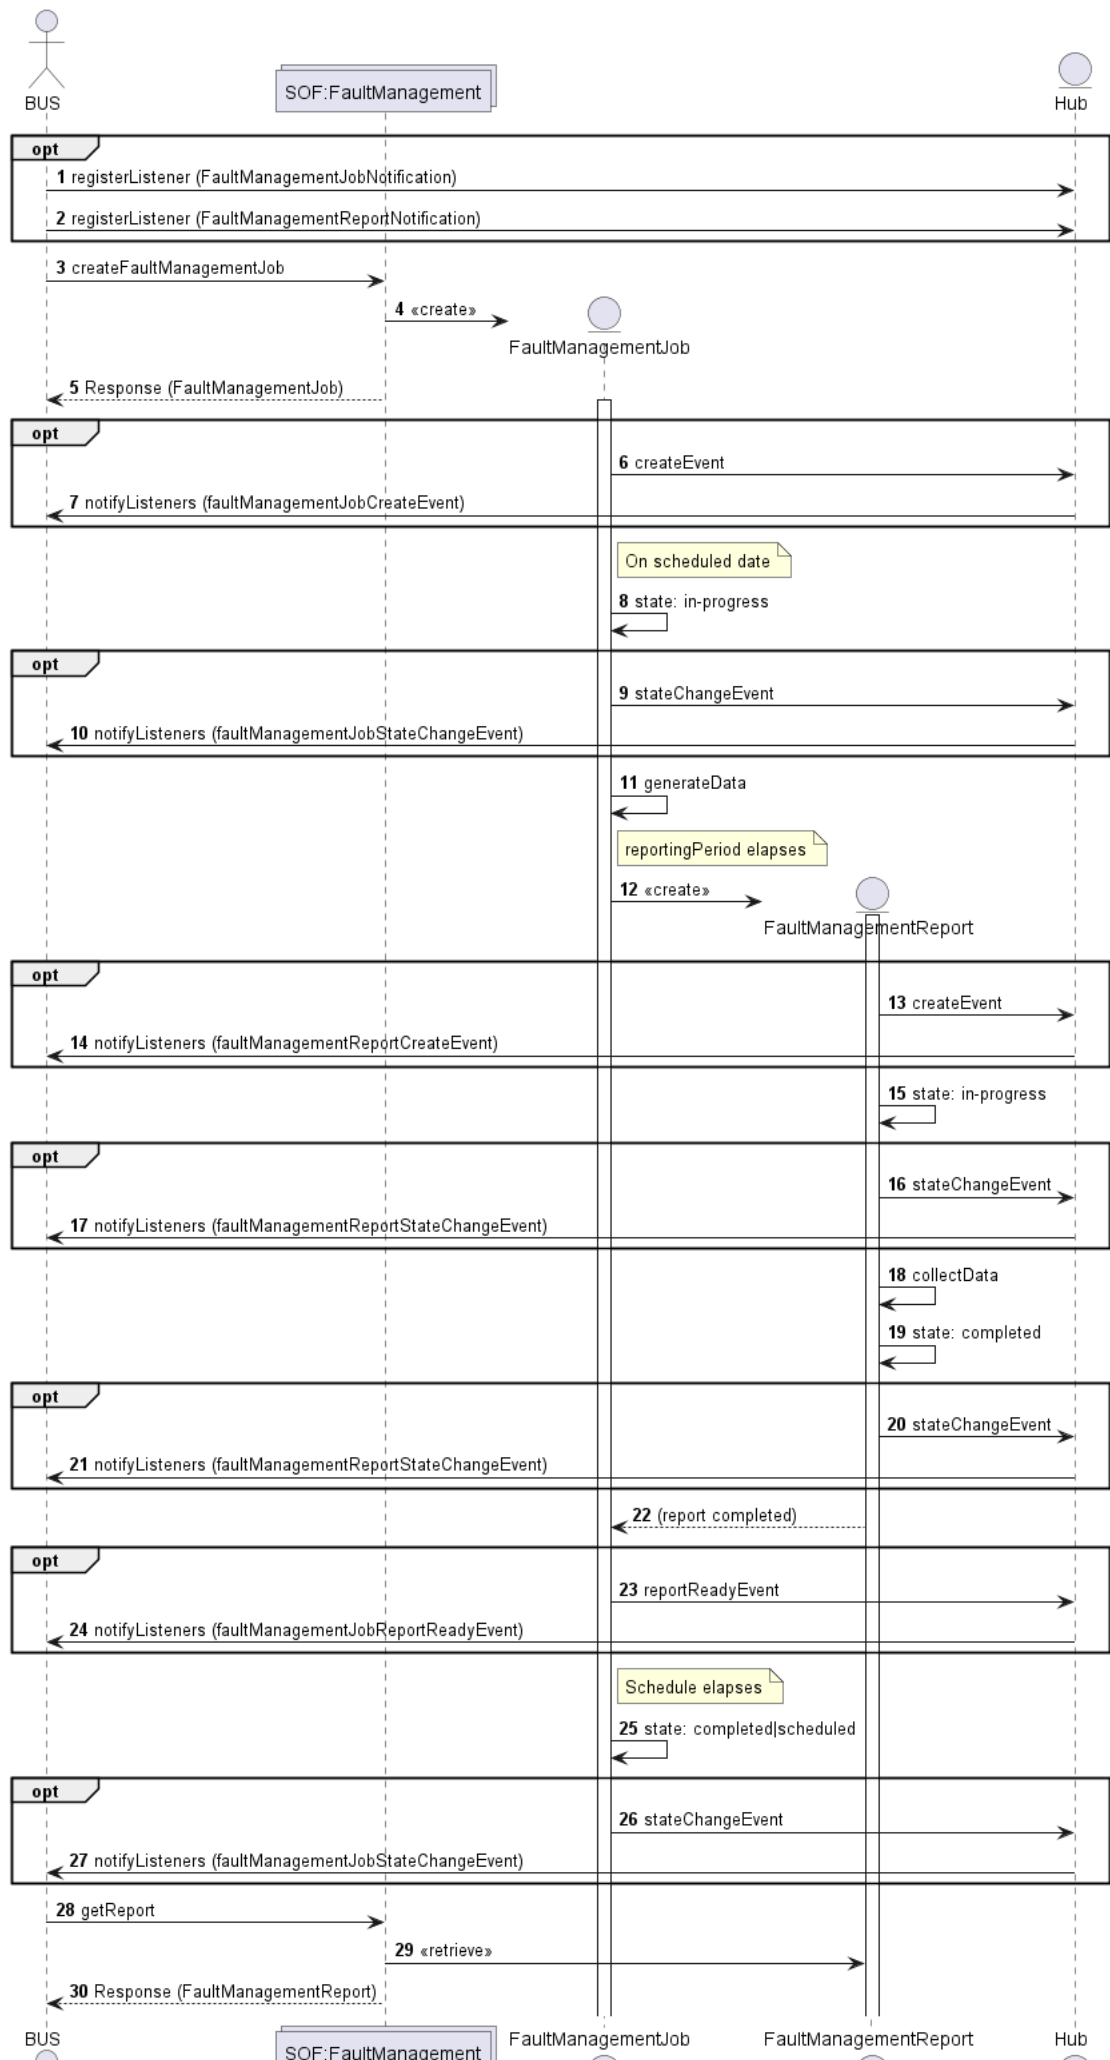 BUS
SOF:FaultManagement
Hub
opt
1 registerListener (FaultManagementJobNotification)
2 registerListener (FaultManagementReportNotification)
3 createFaultManagementJob
4 «create»
FaultManagementJob
5 Response (FaultManagementJob)
opt
6 createEvent
7 notifyListeners (faultManagementJobCreateEvent)
On scheduled date
8 state: in-progress
opt
9 stateChangeEvent
10 notifyListeners (faultManagementJobStateChangeEvent)
11 generateData
reportingPeriod elapses
12 «create»
FaultManagementReport
opt
13 createEvent
14 notifyListeners (faultManagementReportCreateEvent)
15 state: in-progress
opt
16 stateChangeEvent
17 notifyListeners (faultManagementReportStateChangeEvent)
18 collectData
19 state: completed
opt
20 stateChangeEvent
21 notifyListeners (faultManagementReportStateChangeEvent)
22 (report completed)
opt
23 reportReadyEvent
24 notifyListeners (faultManagementJobReportReadyEvent)
Schedule elapses
25 state: completed|scheduled
opt
26 stateChangeEvent
27 notifyListeners (faultManagementJobStateChangeEvent)
28 getReport
29 «retrieve»
30 Response (FaultManagementReport)
BUS
SOF:FaultManagement
FaultManagementJob
FaultManagementReport
Hub